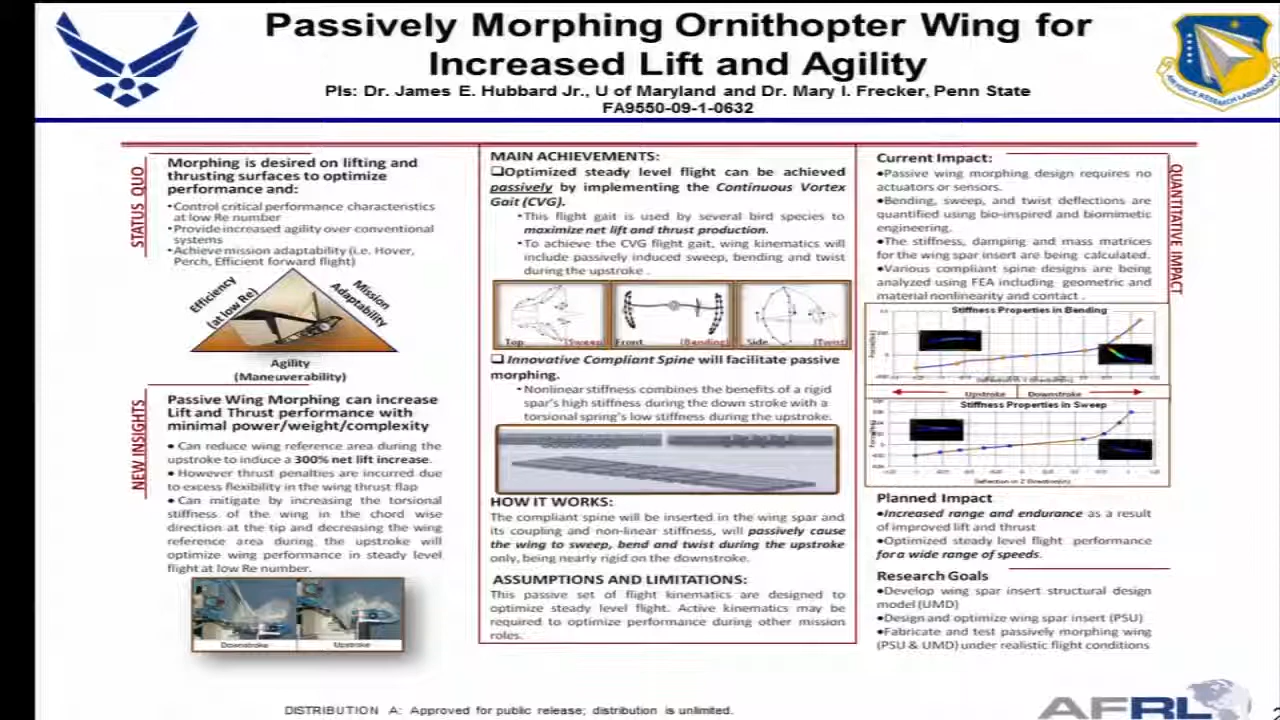 Passively Morphing Ornithopter Wing for
Increased Lift and Agility
PIs: Dr. James E. Hubbard Jr., U of Maryland and Dr. Mary I. Frecker, Penn State
FA9550-09-1-0632
STATUS QUO
Morphing is desired on lifting and
thrusting surfaces to optimize
performance and:
•Control critical performance characteristics
at low Re number
•Provide increased agility over conventional
systems
•Achieve mission adaptability (i.e. Hover,
Perch, Efficient forward flight)
Efficiency
(at low Re)
Mission
Adaptability
Agility
(Maneuverability)
NEW INSIGHTS
Passive Wing Morphing can increase
Lift and Thrust performance with
minimal power/weight/complexity
• Can reduce wing reference area during the
upstroke to induce a 300% net lift increase.
• However thrust penalties are incurred due
to excess flexibility in the wing thrust flap
• Can mitigate by increasing the torsional
stiffness of the wing in the chord wise
direction at the tip and decreasing the wing
reference area during the upstroke will
optimize wing performance in steady level
flight at low Re number.
Downstroke Upstroke
MAIN ACHIEVEMENTS:
❑Optimized steady level flight can be achieved
passively by implementing the Continuous Vortex
Gait (CVG).
•This flight gait is used by several bird species to
maximize net lift and thrust production.
•To achieve the CVG flight gait, wing kinematics will
include passively induced sweep, bending and twist
during the upstroke .
Top (Sweep) Front (Bending) Side (Twist)
❑ Innovative Compliant Spine will facilitate passive
morphing.
•Nonlinear stiffness combines the benefits of a rigid
spar's high stiffness during the down stroke with a
torsional spring's low stiffness during the upstroke.
HOW IT WORKS:
The compliant spine will be inserted in the wing spar and
its coupling and non-linear stiffness, will passively cause
the wing to sweep, bend and twist during the upstroke
only, being nearly rigid on the downstroke.
ASSUMPTIONS AND LIMITATIONS:
This passive set of flight kinematics are designed to
optimize steady level flight. Active kinematics may be
required to optimize performance during other mission
roles.
QUANTITATIVE IMPACT
Current Impact:
•Passive wing morphing design requires no
actuators or sensors.
•Bending, sweep, and twist deflections are
quantified using bio-inspired and biomimetic
engineering.
•The stiffness, damping and mass matrices
for the wing spar insert are being calculated.
•Various compliant spine designs are being
analyzed using FEA including geometric and
material nonlinearity and contact .
Stiffness Properties in Bending
Upstroke Downstroke
Stiffness Properties in Sweep
Deflection in Z Direction(in)
Planned Impact
•Increased range and endurance as a result
of improved lift and thrust
•Optimized steady level flight performance
for a wide range of speeds.
Research Goals
•Develop wing spar insert structural design
model (UMD)
•Design and optimize wing spar insert (PSU)
•Fabricate and test passively morphing wing
(PSU & UMD) under realistic flight conditions
DISTRIBUTION A: Approved for public release; distribution is unlimited.
AFRL